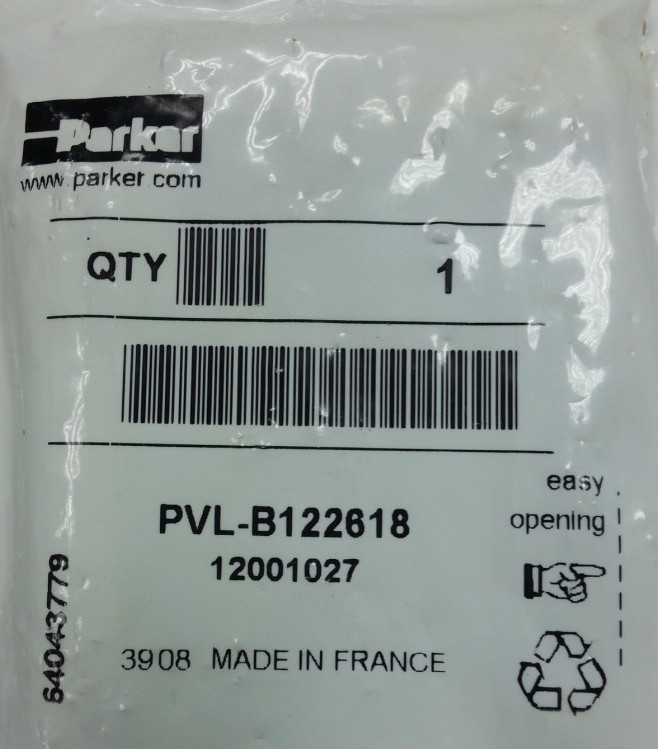 Parker
www.parker.com
QTY 1
PVL-B122618
12001027
3908 MADE IN FRANCE
easy
opening
64043779